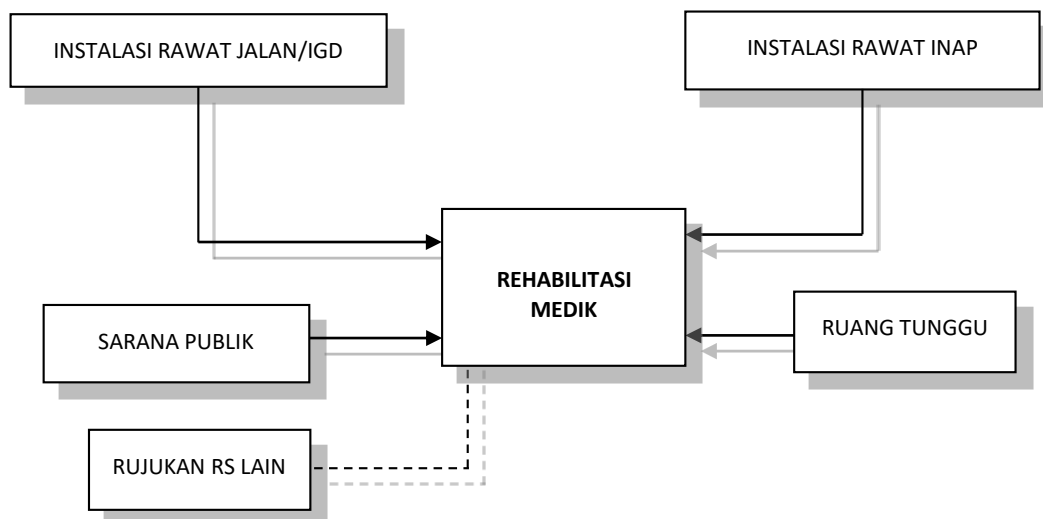 INSTALASI RAWAT JALAN/IGD
INSTALASI RAWAT INAP
REHABILITASI
MEDIK
SARANA PUBLIK
RUANG TUNGGU
RUJUKAN RS LAIN